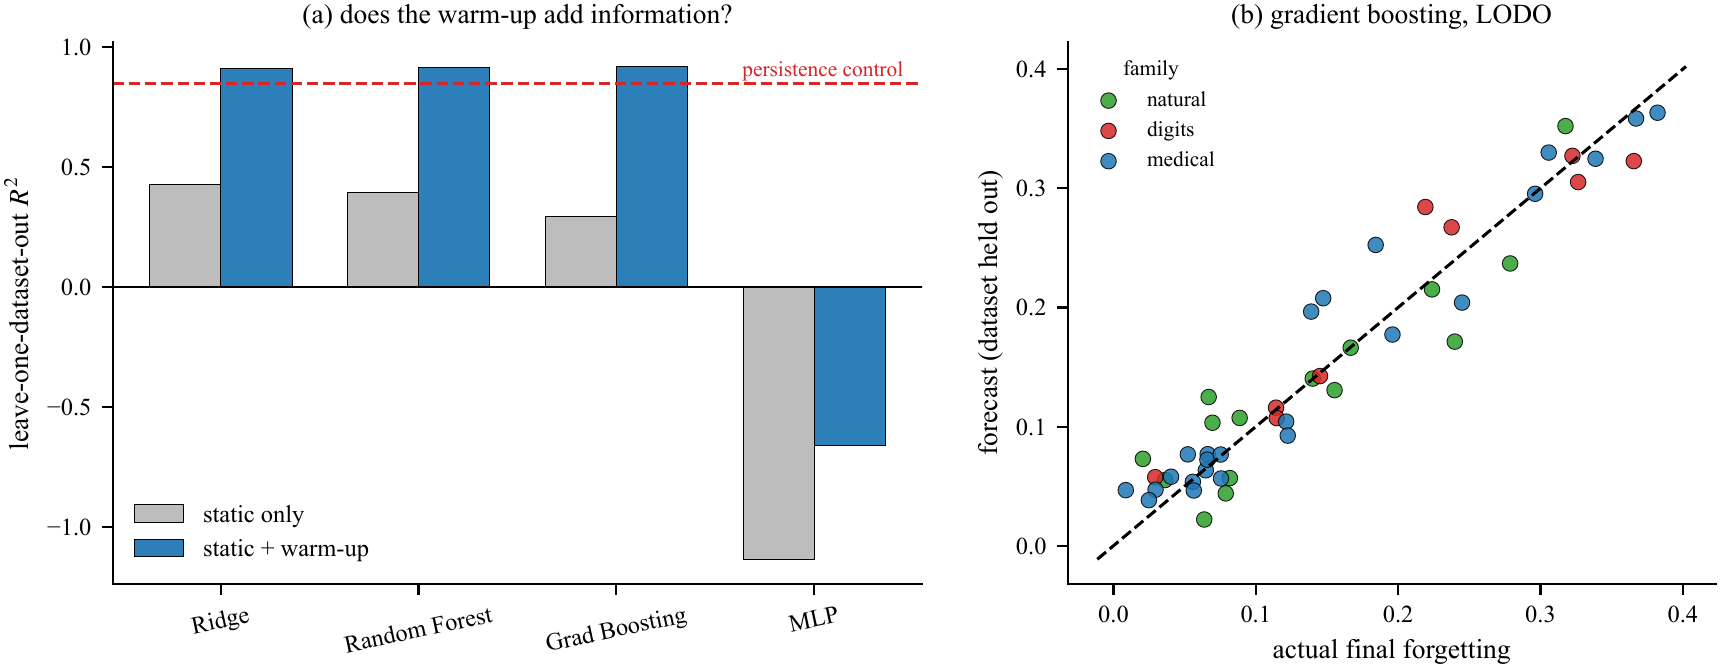 (a) does the warm-up add information?
leave-one-dataset-out R²
1.0
0.5
0.0
−0.5
−1.0
persistence control
static only
static + warm-up
Ridge
Random Forest
Grad Boosting
MLP
(b) gradient boosting, LODO
forecast (dataset held out)
0.4
0.3
0.2
0.1
0.0
family
natural
digits
medical
0.0
0.1
0.2
0.3
0.4
actual final forgetting